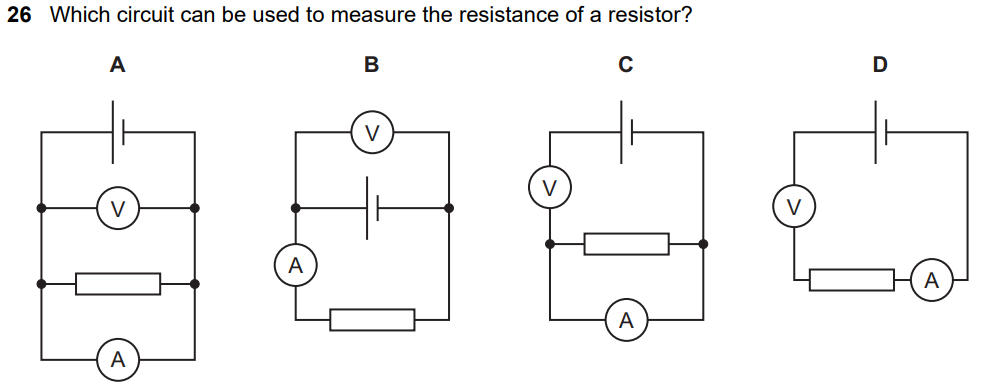 26 Which circuit can be used to measure the resistance of a resistor?
A B C D
V V V V
A A A A